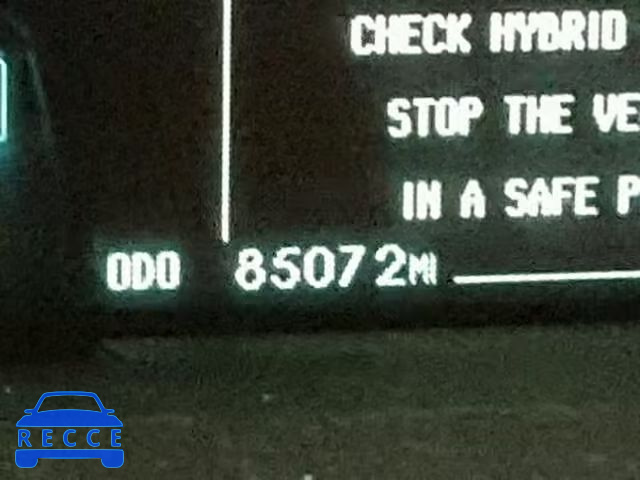 CHECK HYBRID
STOP THE VE
IN A SAFE P
ODO 85072MI
RECCE